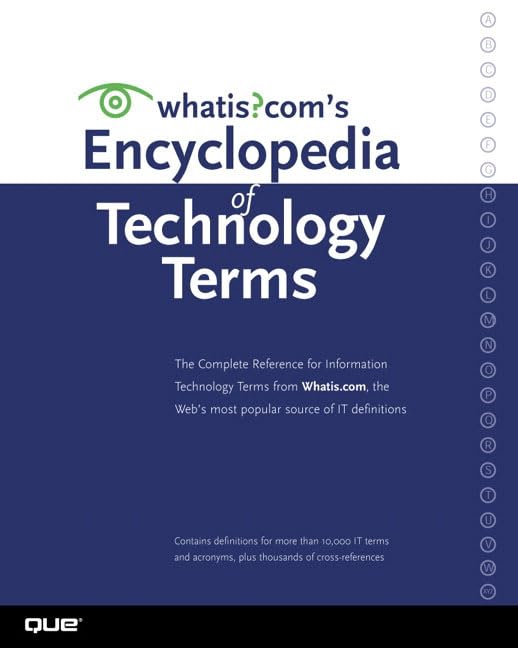 whatis?com's
Encyclopedia
of
Technology
Terms
The Complete Reference for Information
Technology Terms from Whatis.com, the
Web's most popular source of IT definitions
Contains definitions for more than 10,000 IT terms
and acronyms, plus thousands of cross-references
QUE®
A
B
C
D
E
F
G
H
I
J
K
L
M
N
O
P
Q
R
S
T
U
V
W
XYZ